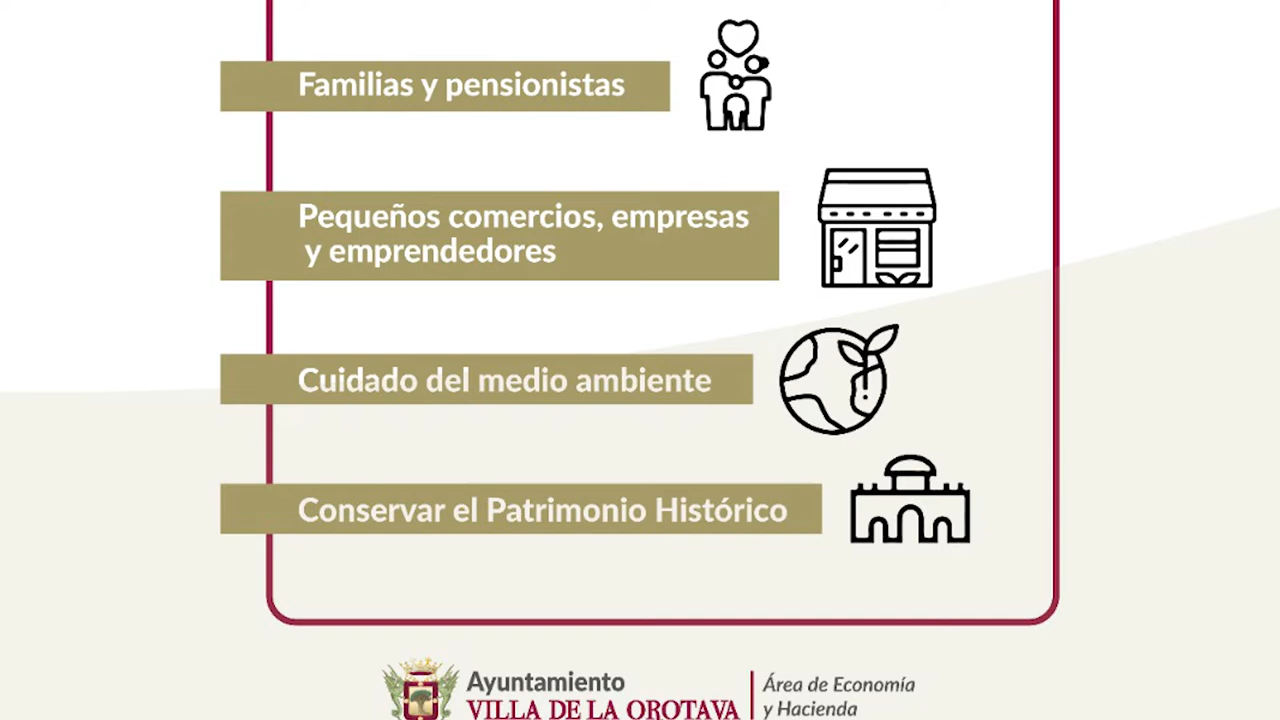 Familias y pensionistas
Pequeños comercios, empresas
y emprendedores
Cuidado del medio ambiente
Conservar el Patrimonio Histórico
Ayuntamiento
VILLA DE LA OROTAVA
Área de Economía
y Hacienda